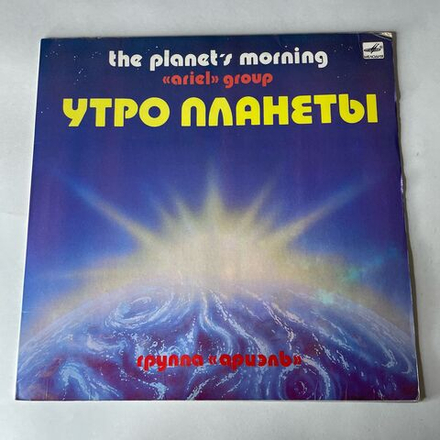 the planet's morning
«ariel» group
УТРО ПЛАНЕТЫ
группа «ариэль»